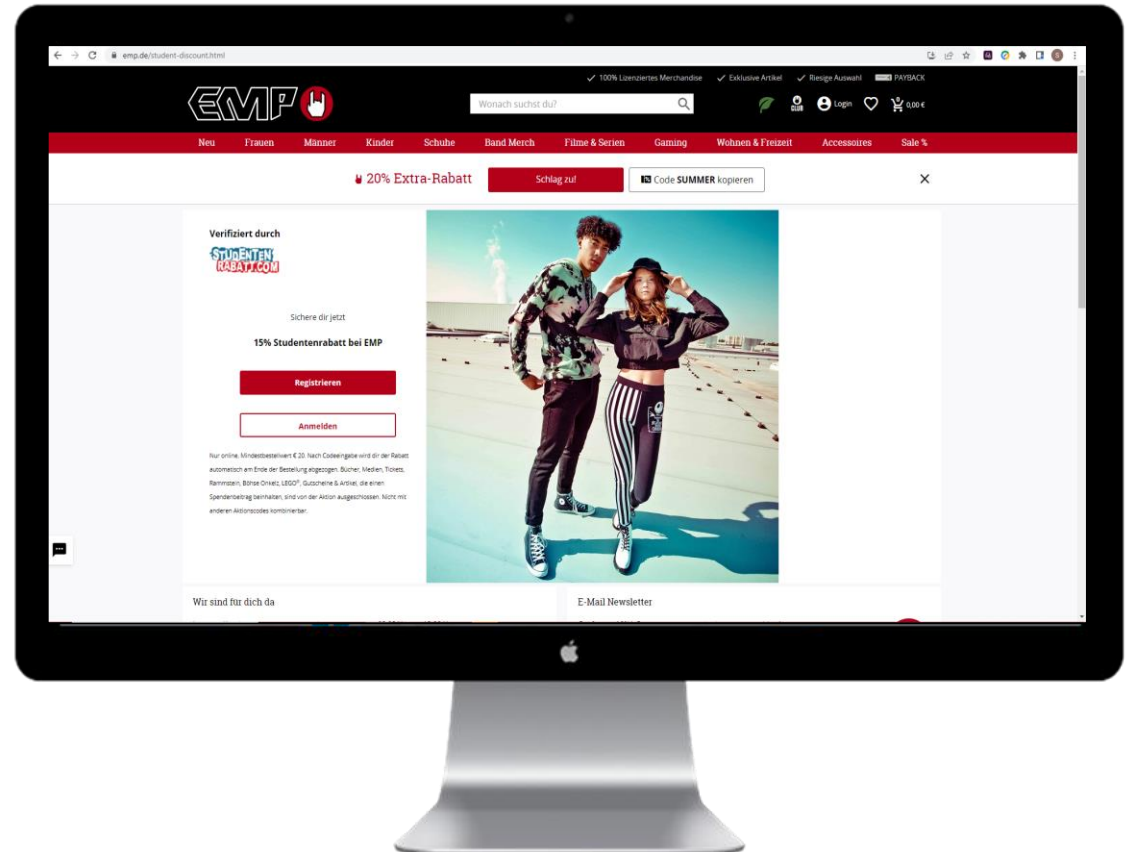 emp.de/student-discount.html
100% Lizenziertes Merchandise Exklusive Artikel Riesige Auswahl PAYBACK
EMP
Wonach suchst du?
CLUB Login 0 0,00 €
Neu Frauen Männer Kinder Schuhe Band Merch Filme & Serien Gaming Wohnen & Freizeit Accessoires Sale %
20% Extra-Rabatt Schlag zu! Code SUMMER kopieren
Verifiziert durch
STUDENTEN
RABATT.COM
Sichere dir jetzt
15% Studentenrabatt bei EMP
Registrieren
Anmelden
Nur online. Mindestbestellwert € 20. Nach Codeeingabe wird dir der Rabatt
automatisch am Ende der Bestellung abgezogen. Bücher, Medien, Tickets,
Rammstein, Böhse Onkelz, LEGO®, Gutscheine & Artikel, die einen
Spendenbeitrag beinhalten, sind von der Aktion ausgeschlossen. Nicht mit
anderen Aktionscodes kombinierbar.
Wir sind für dich da
E-Mail Newsletter